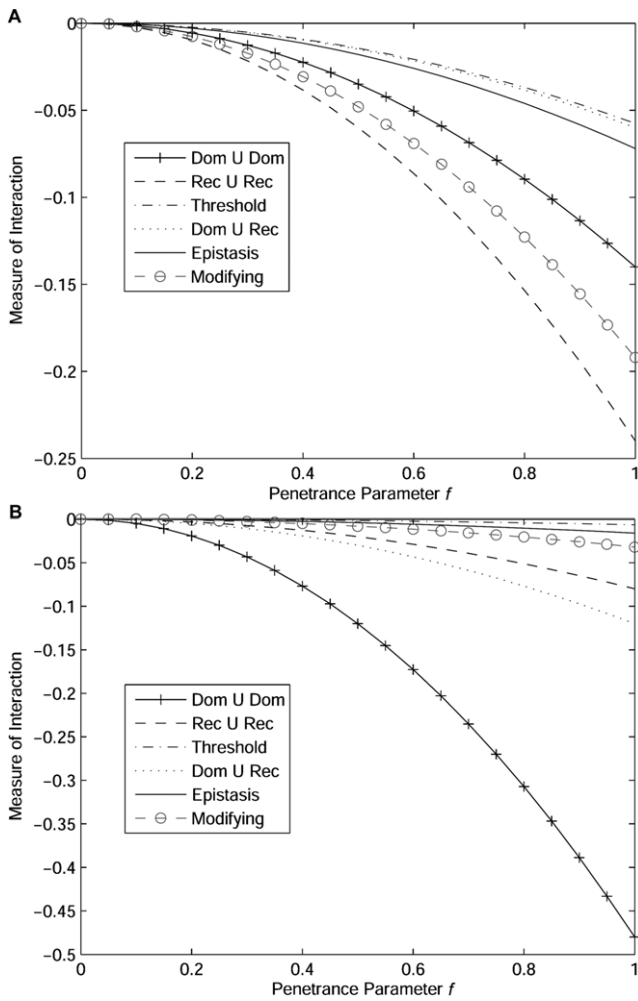 A
0
−0.05
−0.1
−0.15
−0.2
−0.25
Measure of Interaction
Dom U Dom
Rec U Rec
Threshold
Dom U Rec
Epistasis
Modifying
0 0.2 0.4 0.6 0.8 1
Penetrance Parameter f
B
0
−0.05
−0.1
−0.15
−0.2
−0.25
−0.3
−0.35
−0.4
−0.45
−0.5
Measure of Interaction
Dom U Dom
Rec U Rec
Threshold
Dom U Rec
Epistasis
Modifying
0 0.2 0.4 0.6 0.8 1
Penetrance Parameter f